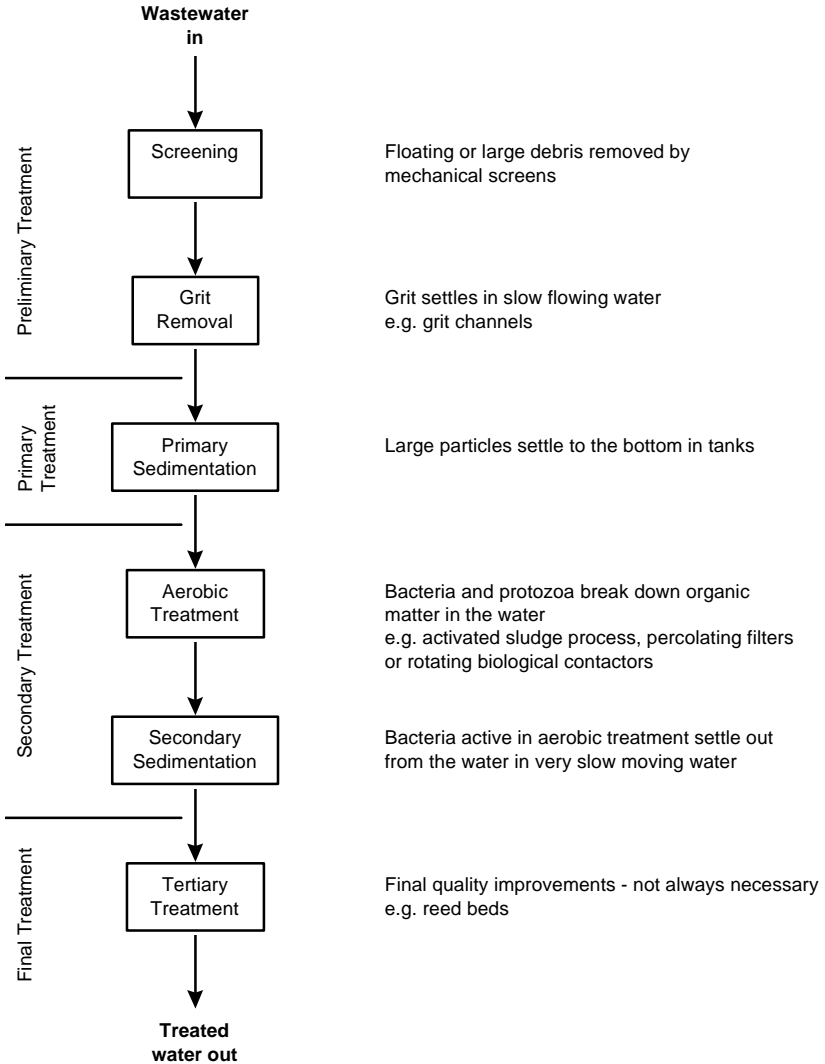 Wastewater
in
Preliminary Treatment
Screening
Floating or large debris removed by
mechanical screens
Grit
Removal
Grit settles in slow flowing water
e.g. grit channels
Primary
Treatment
Primary
Sedimentation
Large particles settle to the bottom in tanks
Secondary Treatment
Aerobic
Treatment
Bacteria and protozoa break down organic
matter in the water
e.g. activated sludge process, percolating filters
or rotating biological contactors
Secondary
Sedimentation
Bacteria active in aerobic treatment settle out
from the water in very slow moving water
Final Treatment
Tertiary
Treatment
Final quality improvements - not always necessary
e.g. reed beds
Treated
water out